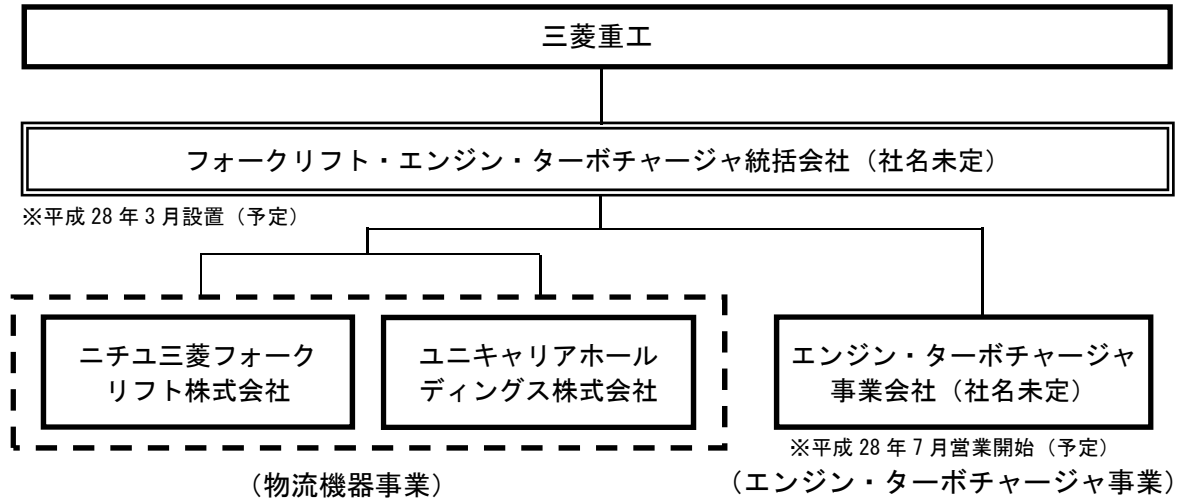 三菱重工
フォークリフト・エンジン・ターボチャージャ統括会社（社名未定）
※平成 28 年 3 月設置（予定）
ニチユ三菱フォーク
リフト株式会社
ユニキャリアホール
ディングス株式会社
エンジン・ターボチャージャ
事業会社（社名未定）
※平成 28 年 7 月営業開始（予定）
（物流機器事業）
（エンジン・ターボチャージャ事業）